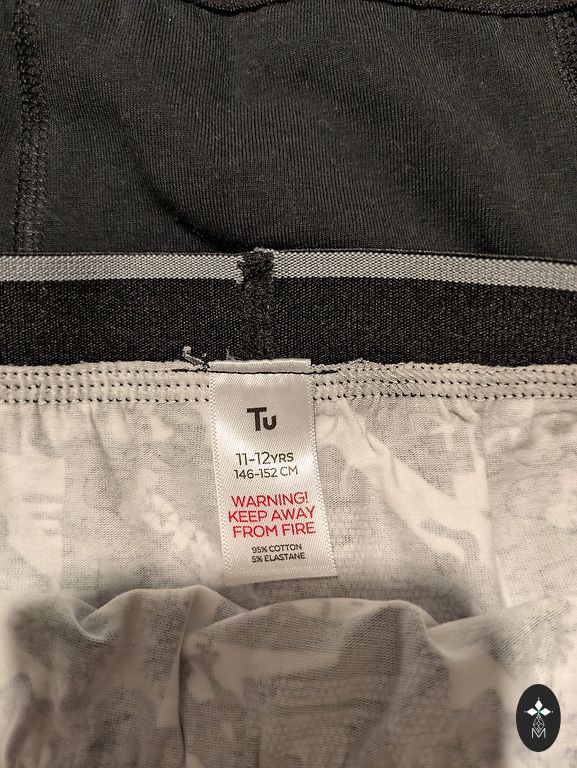 Tu
11-12YRS
146-152 CM
WARNING!
KEEP AWAY
FROM FIRE
95% COTTON
5% ELASTANE
M